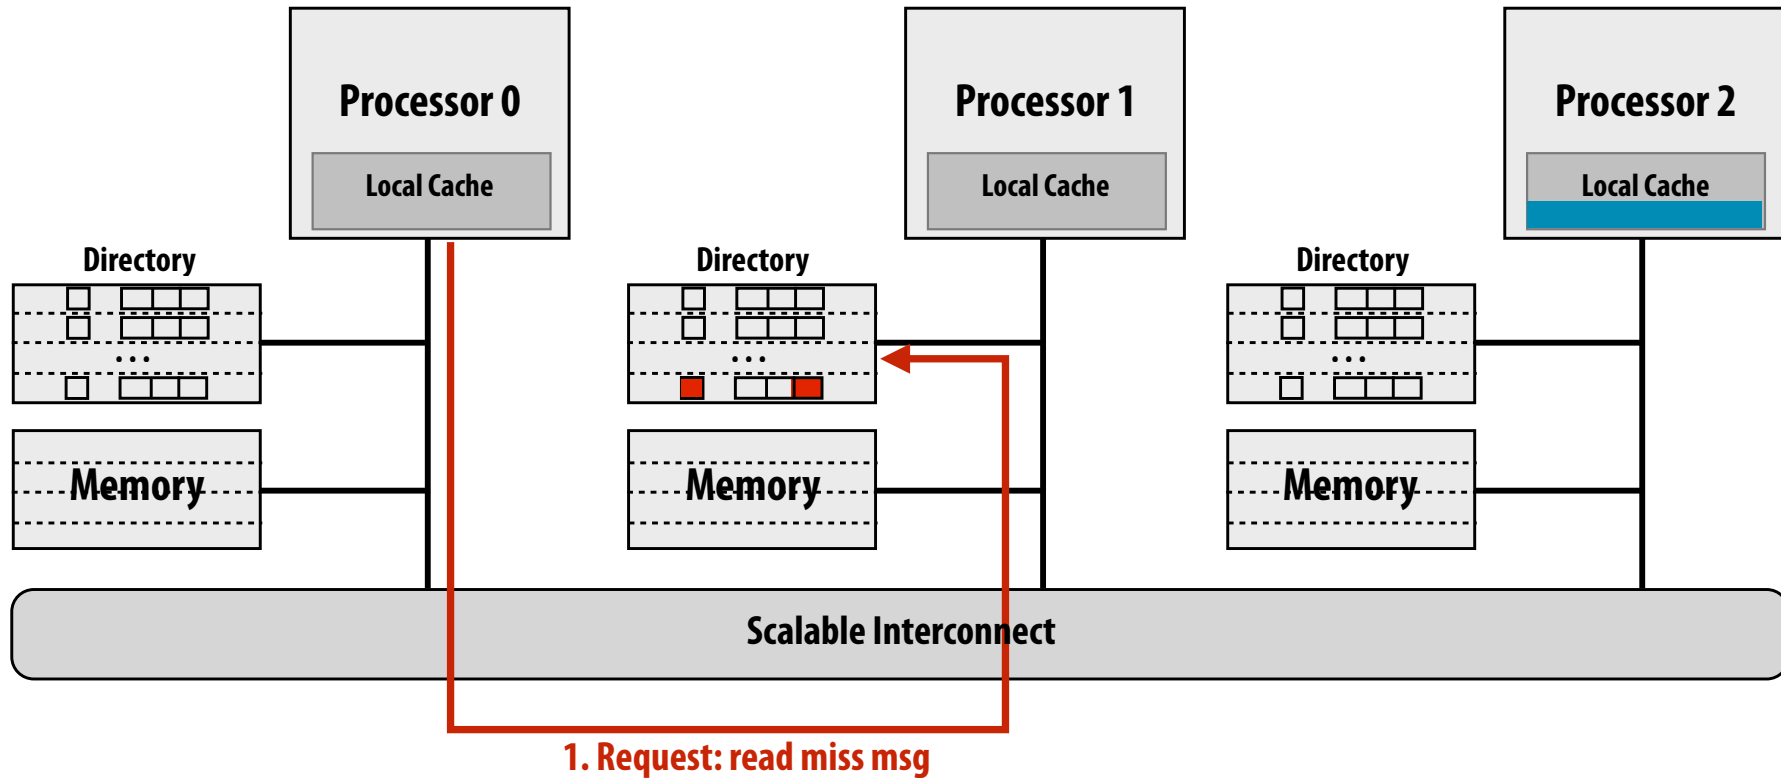 Processor 0
Processor 1
Processor 2
Local Cache
Local Cache
Local Cache
Directory
Directory
Directory
...
...
...
Memory
Memory
Memory
Scalable Interconnect
1. Request: read miss msg